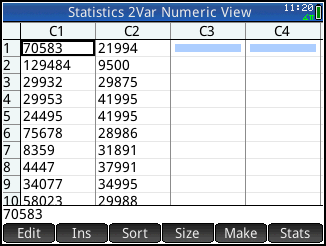 Statistics 2Var Numeric View 11:20
C1 C2 C3 C4
1 70583 21994
2 129484 9500
3 29932 29875
4 29953 41995
5 24495 41995
6 75678 28986
7 8359 31891
8 4447 37991
9 34077 34995
10 58023 29988
70583
Edit Ins Sort Size Make Stats